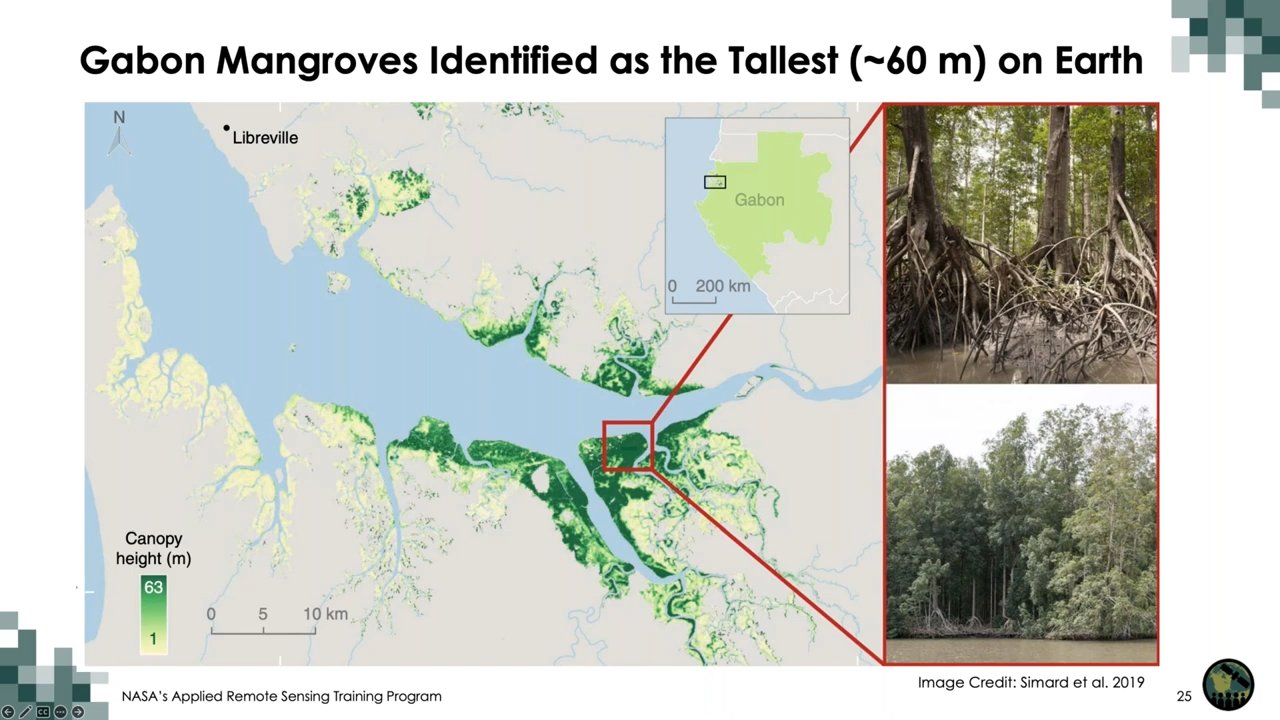 Gabon Mangroves Identified as the Tallest (~60 m) on Earth
N
Libreville
Gabon
0 200 km
Canopy
height (m)
63
1
0 5 10 km
Image Credit: Simard et al. 2019
NASA's Applied Remote Sensing Training Program
25
CC